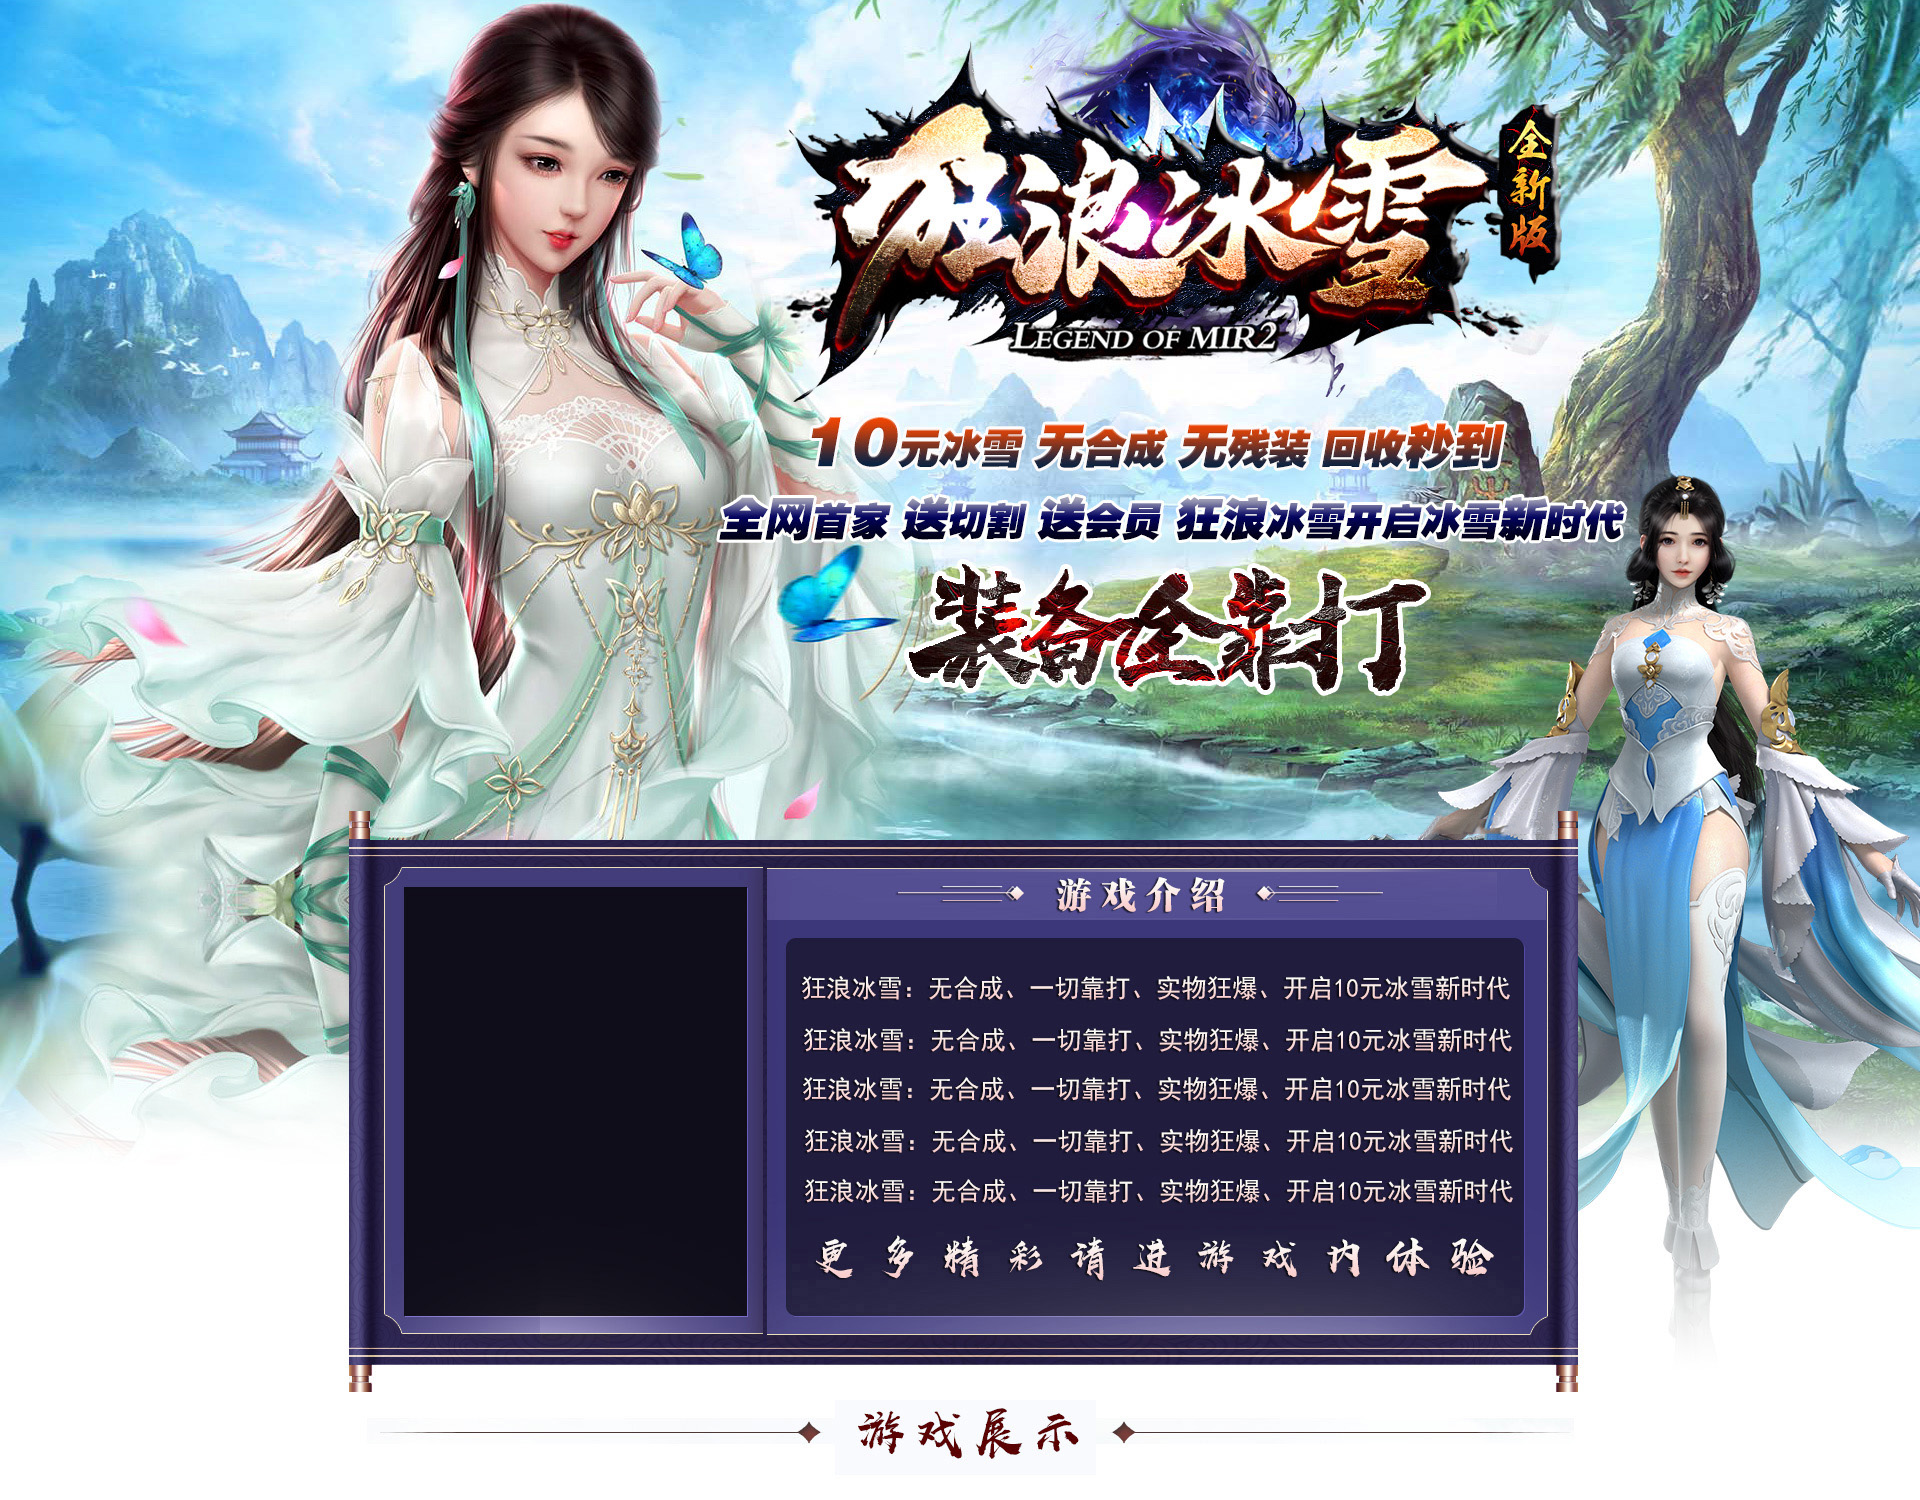 狂浪冰雪
全新版
LEGEND OF MIR2
10元冰雪 无合成 无残装 回收秒到
全网首家 送切割 送会员 狂浪冰雪开启冰雪新时代
装备全靠打
游戏介绍
狂浪冰雪：无合成、一切靠打、实物狂爆、开启10元冰雪新时代
狂浪冰雪：无合成、一切靠打、实物狂爆、开启10元冰雪新时代
狂浪冰雪：无合成、一切靠打、实物狂爆、开启10元冰雪新时代
狂浪冰雪：无合成、一切靠打、实物狂爆、开启10元冰雪新时代
狂浪冰雪：无合成、一切靠打、实物狂爆、开启10元冰雪新时代
更多精彩请进游戏内体验
游戏展示